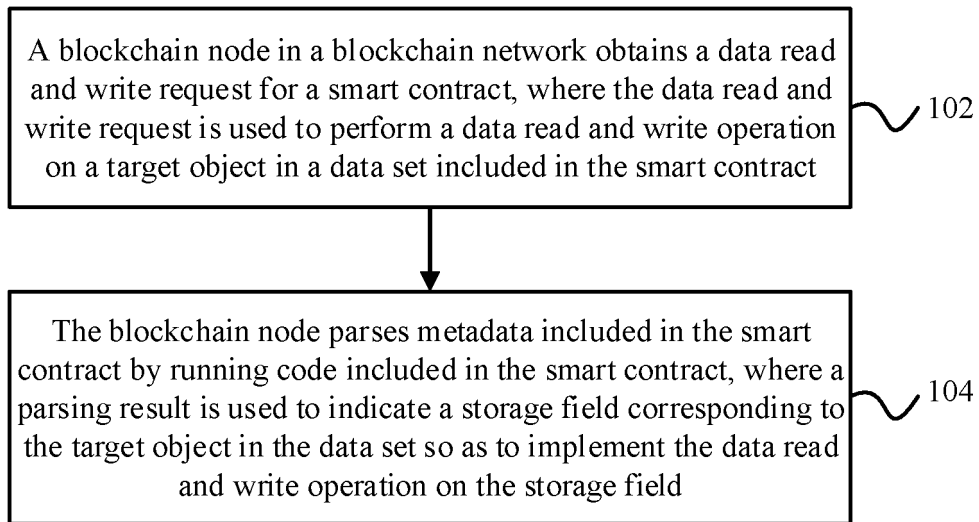 A blockchain node in a blockchain network obtains a data read
and write request for a smart contract, where the data read and
write request is used to perform a data read and write operation
on a target object in a data set included in the smart contract
102
The blockchain node parses metadata included in the smart
contract by running code included in the smart contract, where a
parsing result is used to indicate a storage field corresponding to
the target object in the data set so as to implement the data read
and write operation on the storage field
104